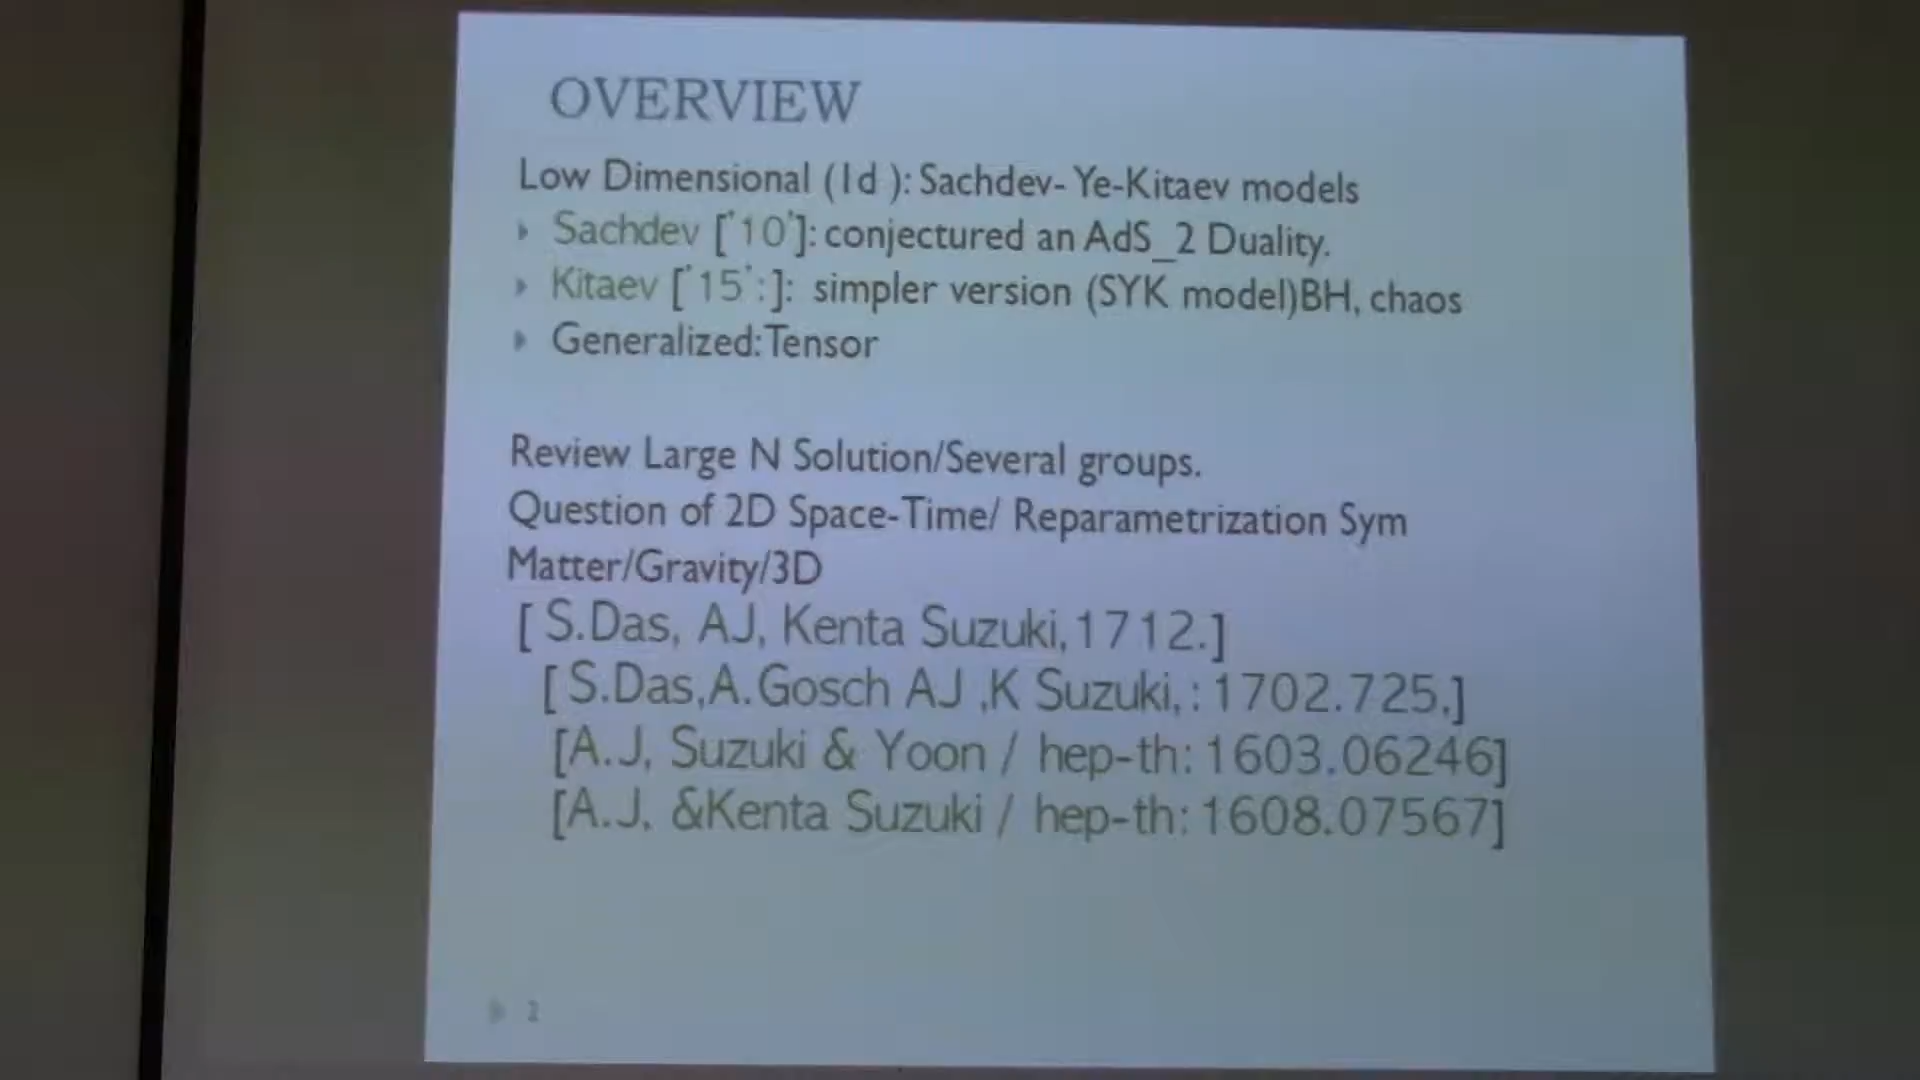 OVERVIEW
Low Dimensional (1d ): Sachdev- Ye-Kitaev models
Sachdev ['10']: conjectured an AdS_2 Duality.
Kitaev ['15':]: simpler version (SYK model)BH, chaos
Generalized:Tensor
Review Large N Solution/Several groups.
Question of 2D Space-Time/ Reparametrization Sym
Matter/Gravity/3D
[ S.Das, AJ, Kenta Suzuki,1712.]
[ S.Das,A.Gosch AJ ,K Suzuki,: 1702.725,]
[A.J, Suzuki & Yoon / hep-th: 1603.06246]
[A.J. &Kenta Suzuki / hep-th: 1608.07567]
2